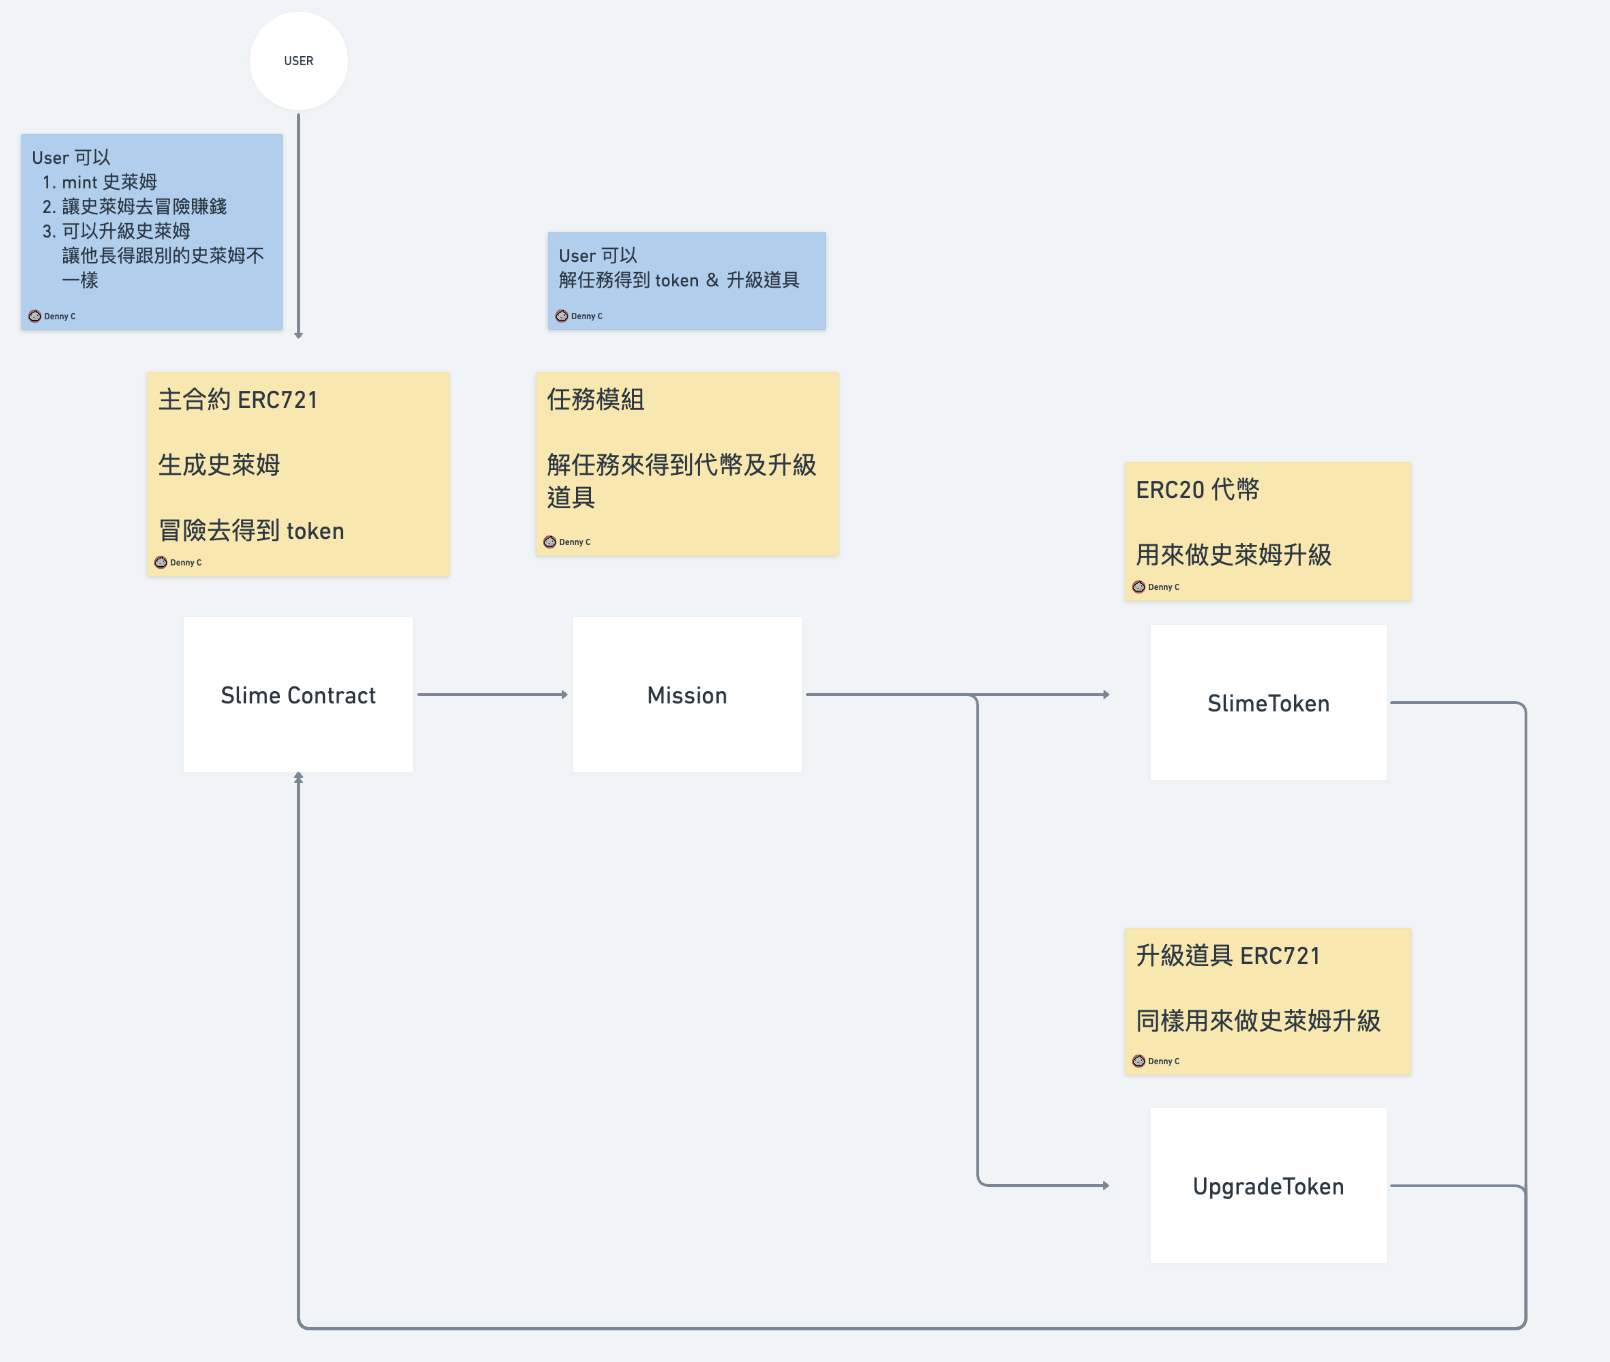 USER
User 可以
1. mint 史萊姆
2. 讓史萊姆去冒險賺錢
3. 可以升級史萊姆
讓他長得跟別的史萊姆不
一樣
Denny C
User 可以
解任務得到 token & 升級道具
Denny C
主合約 ERC721
生成史萊姆
冒險去得到 token
Denny C
任務模組
解任務來得到代幣及升級
道具
Denny C
ERC20 代幣
用來做史萊姆升級
Denny C
Slime Contract
Mission
SlimeToken
升級道具 ERC721
同樣用來做史萊姆升級
Denny C
UpgradeToken